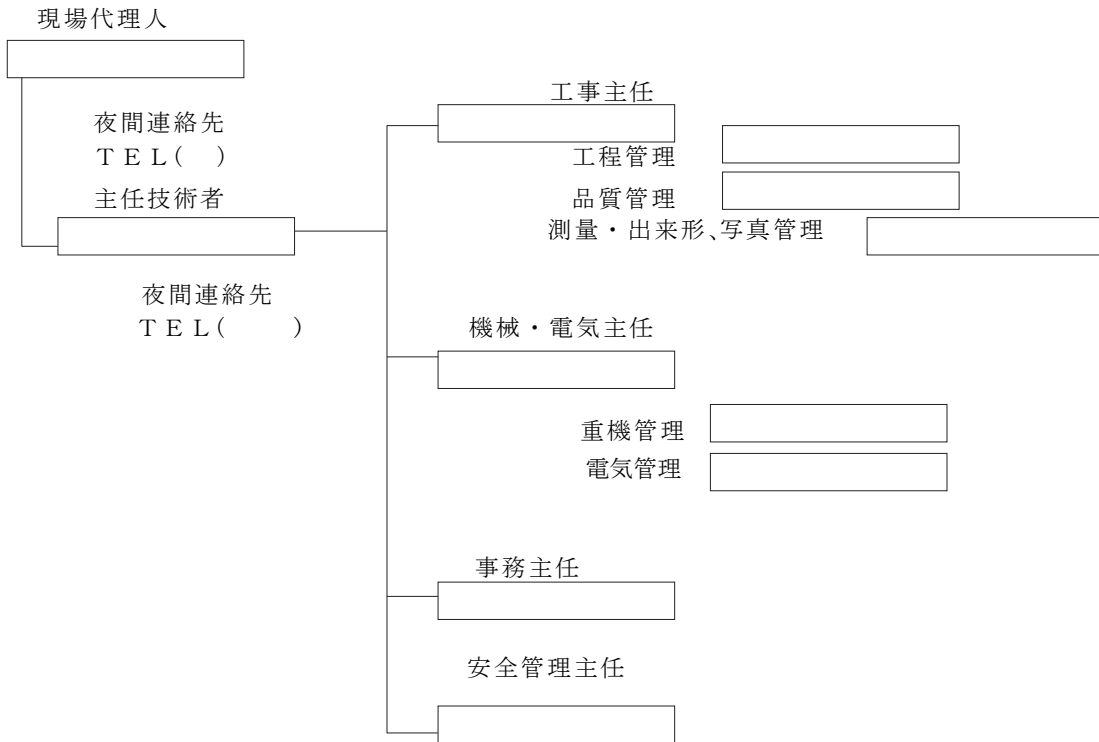 現場代理人
夜間連絡先
ＴＥＬ(　)
主任技術者
夜間連絡先
ＴＥＬ(　　　)
工事主任
工程管理
品質管理
測量・出来形、写真管理
機械・電気主任
重機管理
電気管理
事務主任
安全管理主任